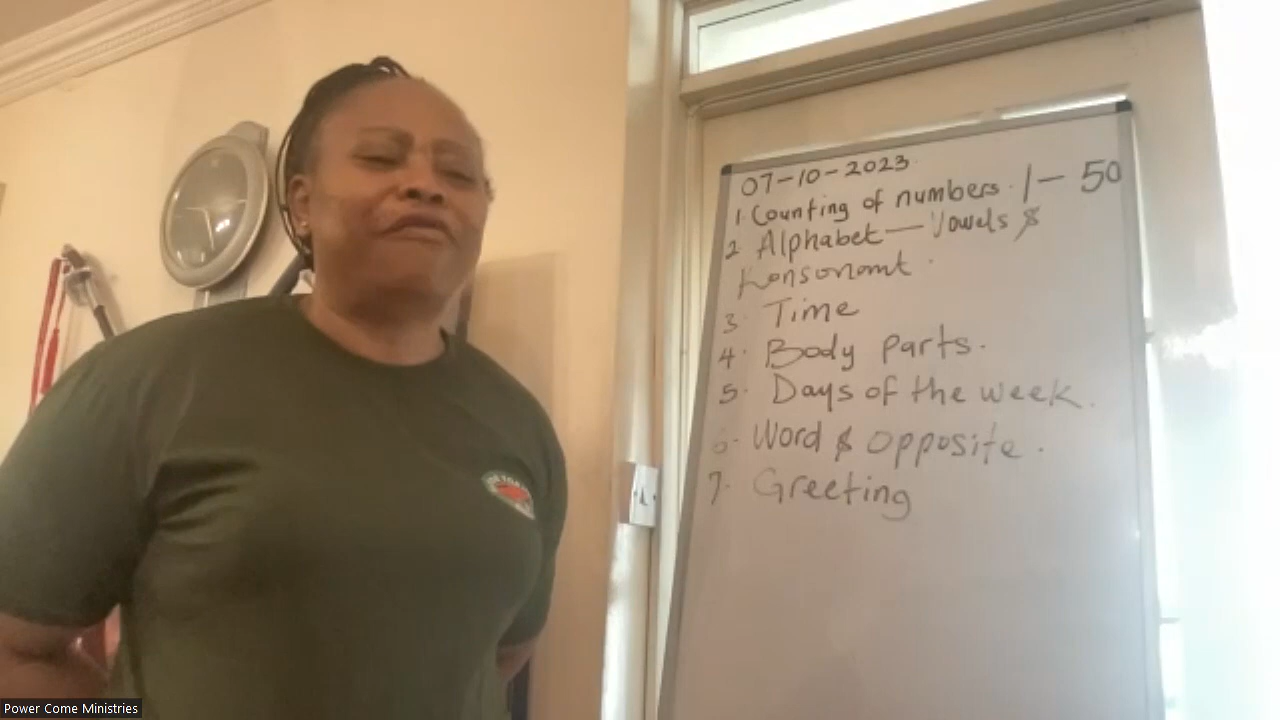 07-10-2023
1. Counting of numbers. 1 - 50
2 Alphabet — Vowels &
Konsonant.
3. Time
4. Body parts.
5. Days of the week.
6. Word & opposite.
7. Greeting
Power Come Ministries